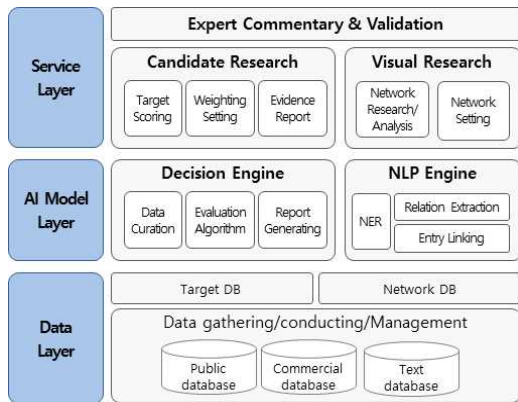 Expert Commentary & Validation
Service
Layer
Candidate Research
Target
Scoring
Weighting
Setting
Evidence
Report
Visual Research
Network
Research/
Analysis
Network
Setting
AI Model
Layer
Decision Engine
Data
Curation
Evaluation
Algorithm
Report
Generating
NLP Engine
NER
Relation Extraction
Entry Linking
Data
Layer
Target DB
Network DB
Data gathering/conducting/Management
Public
database
Commercial
database
Text
database